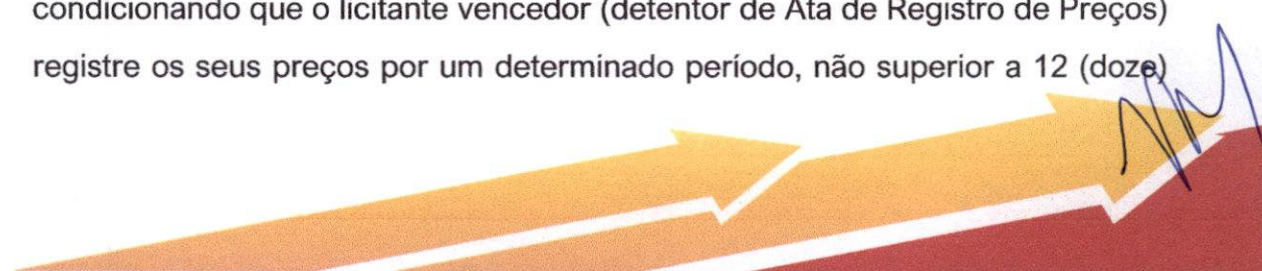 condicionando que o licitante vencedor (detentor de Ata de Registro de Preços)
registre os seus preços por um determinado período, não superior a 12 (doze)